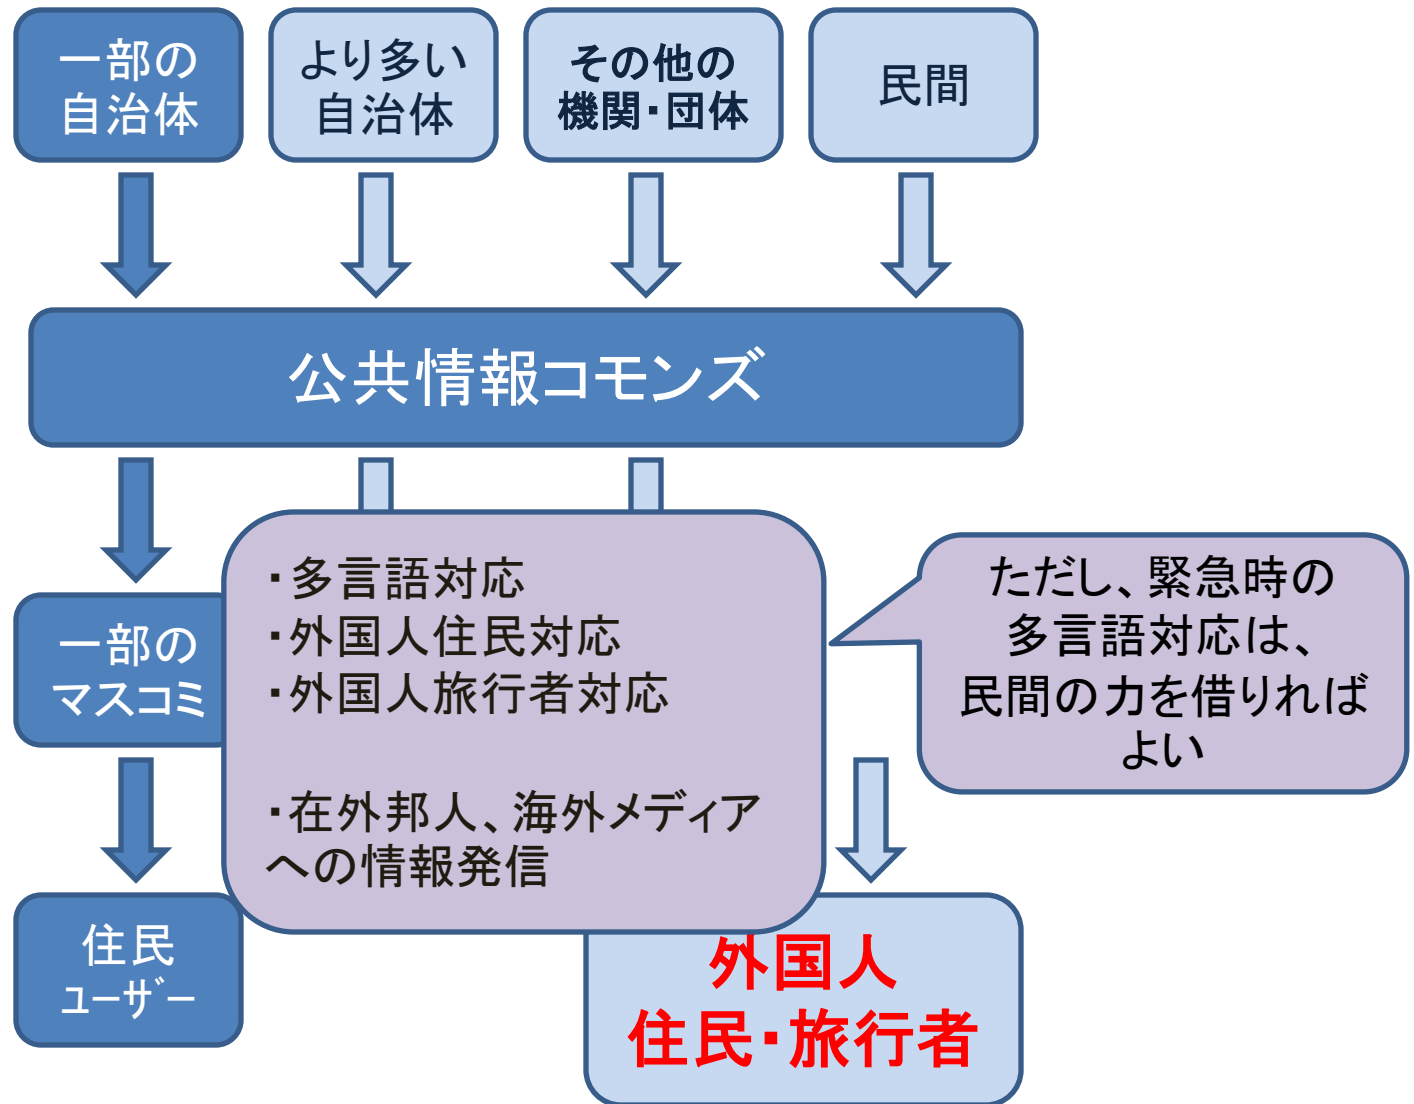 一部の
自治体
より多い
自治体
その他の
機関・団体
民間
公共情報コモンズ
・多言語対応
・外国人住民対応
・外国人旅行者対応
・在外邦人、海外メディア
への情報発信
ただし、緊急時の
多言語対応は、
民間の力を借りれば
よい
一部の
マスコミ
住民
ユーザー
外国人
住民・旅行者